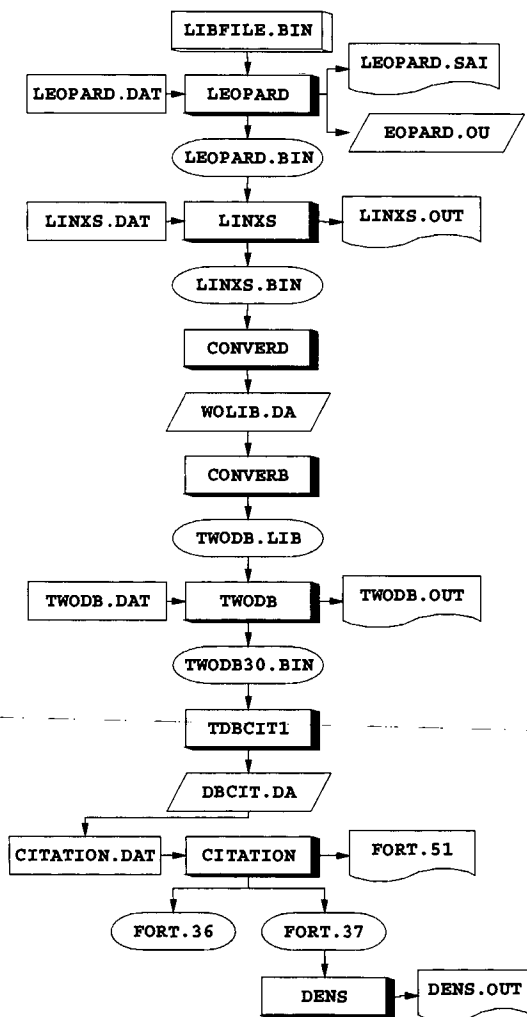 LIBFILE.BIN
LEOPARD.SAI
LEOPARD.DAT
LEOPARD
EOPARD.OU
LEOPARD.BIN
LINXS.DAT
LINXS
LINXS.OUT
LINXS.BIN
CONVERD
WOLIB.DA
CONVERB
TWODB.LIB
TWODB.DAT
TWODB
TWODB.OUT
TWODB30.BIN
TDBCIT1
DBCIT.DA
CITATION.DAT
CITATION
FORT.51
FORT.36
FORT.37
DENS
DENS.OUT